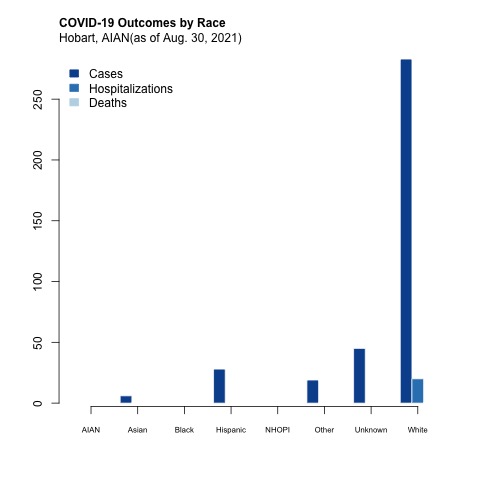 COVID-19 Outcomes by Race
Hobart, AIAN(as of Aug. 30, 2021)
Cases
Hospitalizations
Deaths
250
200
150
100
50
0
AIAN Asian Black Hispanic NHOPI Other Unknown White